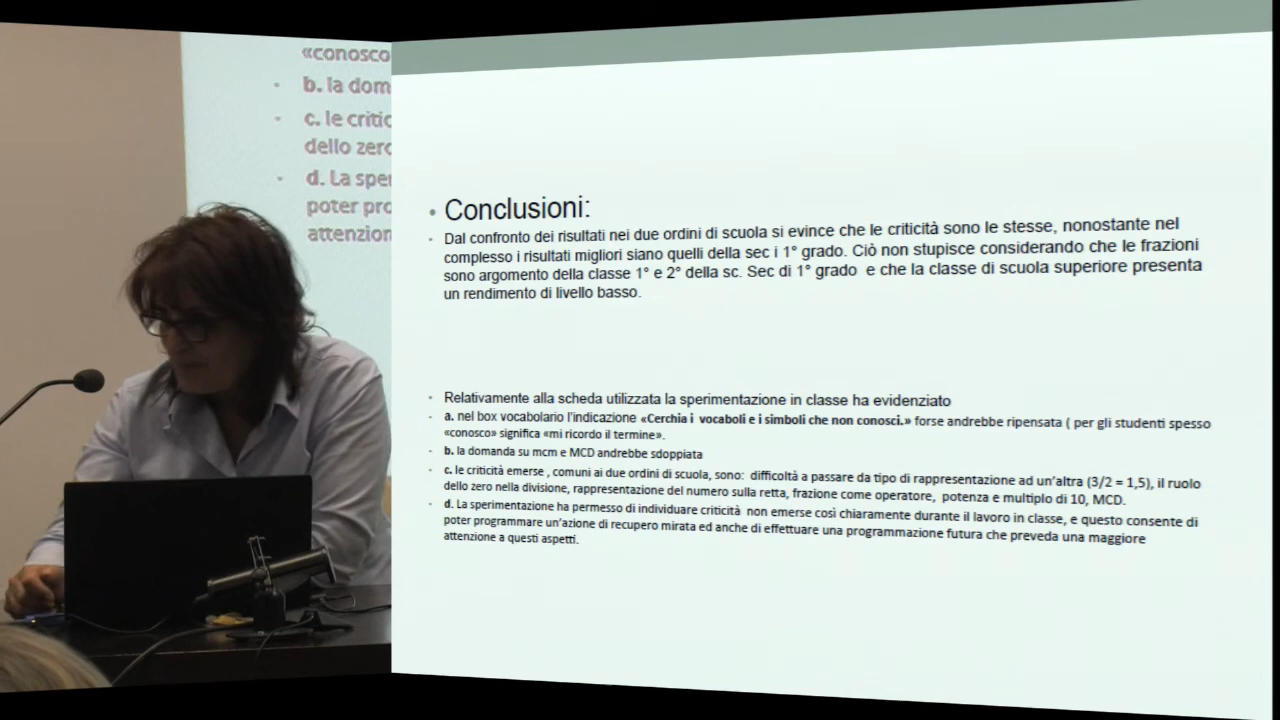 «conosco
b. la dom
c. le critic
dello zero
d. La sper
poter pro
attenzion
• Conclusioni:
• Dal confronto dei risultati nei due ordini di scuola si evince che le criticità sono le stesse, nonostante nel
complesso i risultati migliori siano quelli della sec i 1° grado. Ciò non stupisce considerando che le frazioni
sono argomento della classe 1° e 2° della sc. Sec di 1° grado e che la classe di scuola superiore presenta
un rendimento di livello basso.
• Relativamente alla scheda utilizzata la sperimentazione in classe ha evidenziato
• a. nel box vocabolario l'indicazione «Cerchia i vocaboli e i simboli che non conosci.» forse andrebbe ripensata ( per gli studenti spesso
«conosco» significa «mi ricordo il termine».
• b. la domanda su mcm e MCD andrebbe sdoppiata
• c. le criticità emerse , comuni ai due ordini di scuola, sono: difficoltà a passare da tipo di rappresentazione ad un'altra (3/2 = 1,5), il ruolo
dello zero nella divisione, rappresentazione del numero sulla retta, frazione come operatore, potenza e multiplo di 10, MCD.
• d. La sperimentazione ha permesso di individuare criticità non emerse così chiaramente durante il lavoro in classe, e questo consente di
poter programmare un'azione di recupero mirata ed anche di effettuare una programmazione futura che preveda una maggiore
attenzione a questi aspetti.